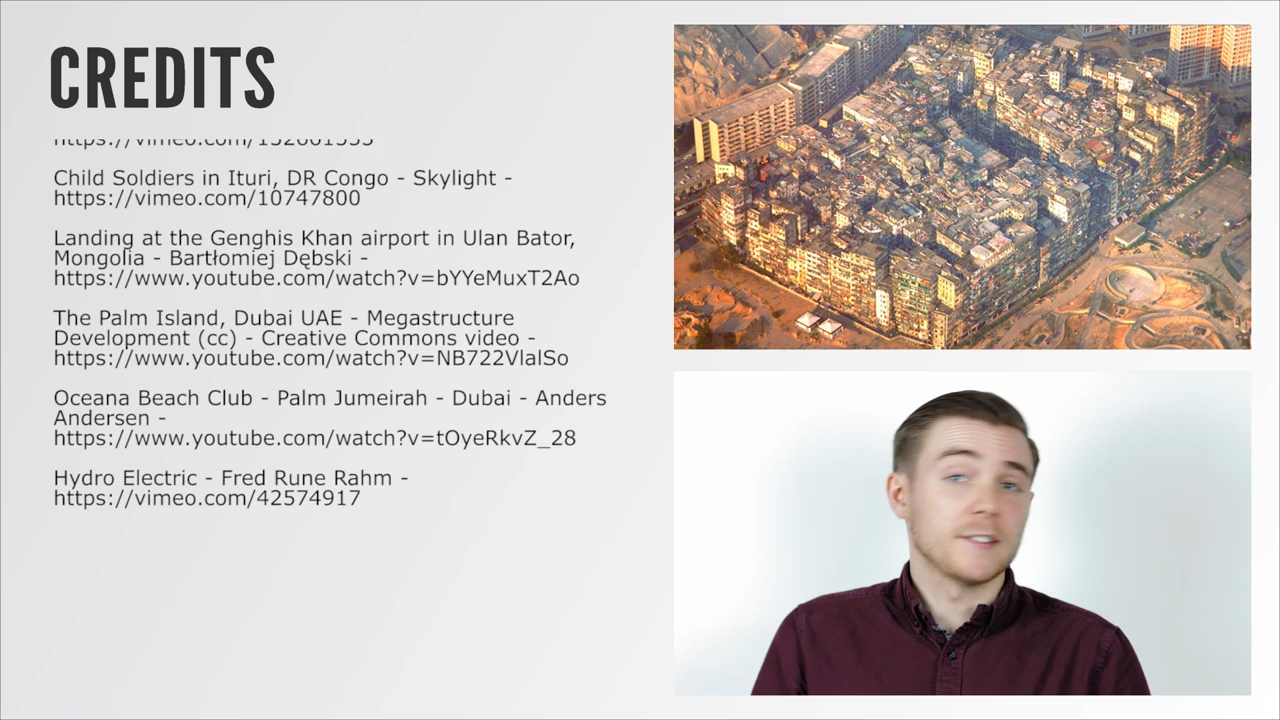 CREDITS
Child Soldiers in Ituri, DR Congo - Skylight -
https://vimeo.com/10747800
Landing at the Genghis Khan airport in Ulan Bator,
Mongolia - Bartłomiej Dębski -
https://www.youtube.com/watch?v=bYYeMuxT2Ao
The Palm Island, Dubai UAE - Megastructure
Development (cc) - Creative Commons video -
https://www.youtube.com/watch?v=NB722VlalSo
Oceana Beach Club - Palm Jumeirah - Dubai - Anders
Andersen -
https://www.youtube.com/watch?v=tOyeRkvZ_28
Hydro Electric - Fred Rune Rahm -
https://vimeo.com/42574917